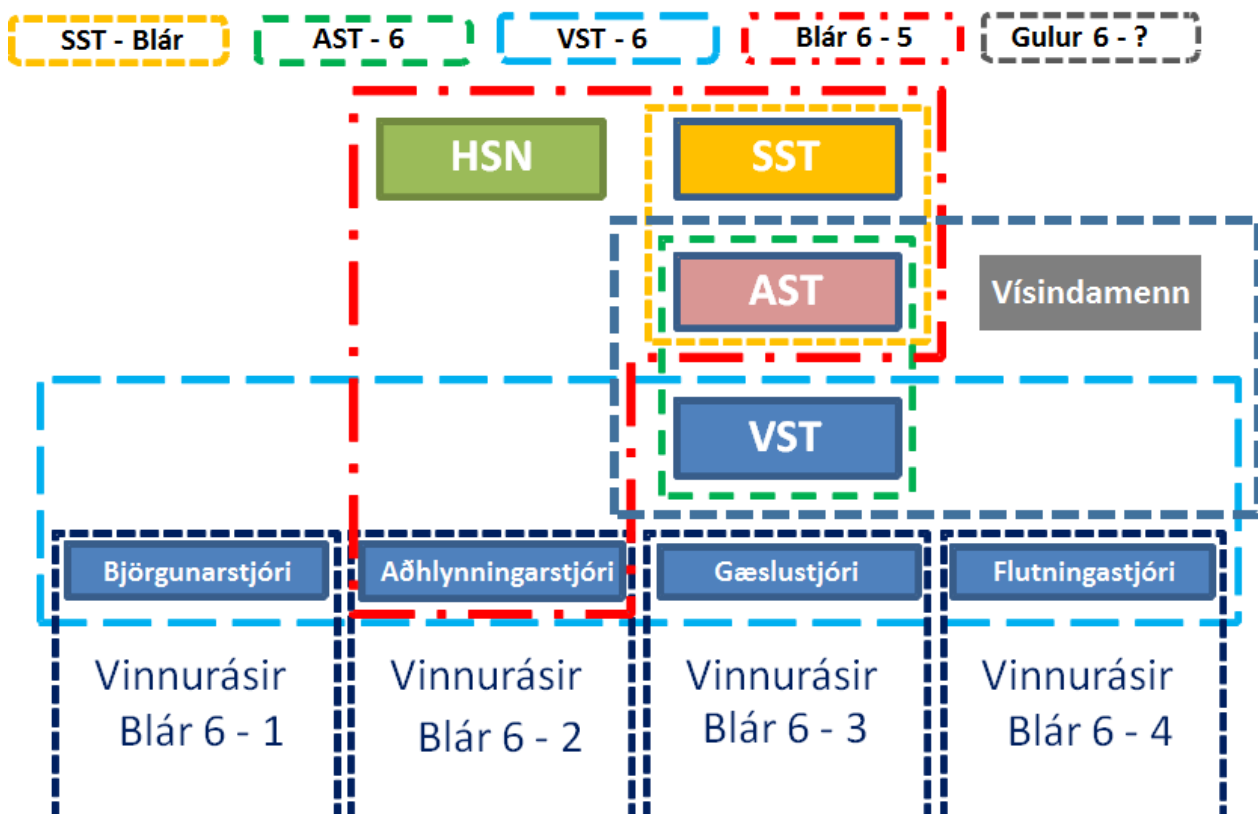 SST - Blár
AST - 6
VST - 6
Blár 6 - 5
Gulur 6 - ?
HSN
SST
AST
Vísindamenn
VST
Björgunarstjóri
Aðhlynningarstjóri
Gæslustjóri
Flutningastjóri
Vinnurásir
Blár 6 - 1
Vinnurásir
Blár 6 - 2
Vinnurásir
Blár 6 - 3
Vinnurásir
Blár 6 - 4